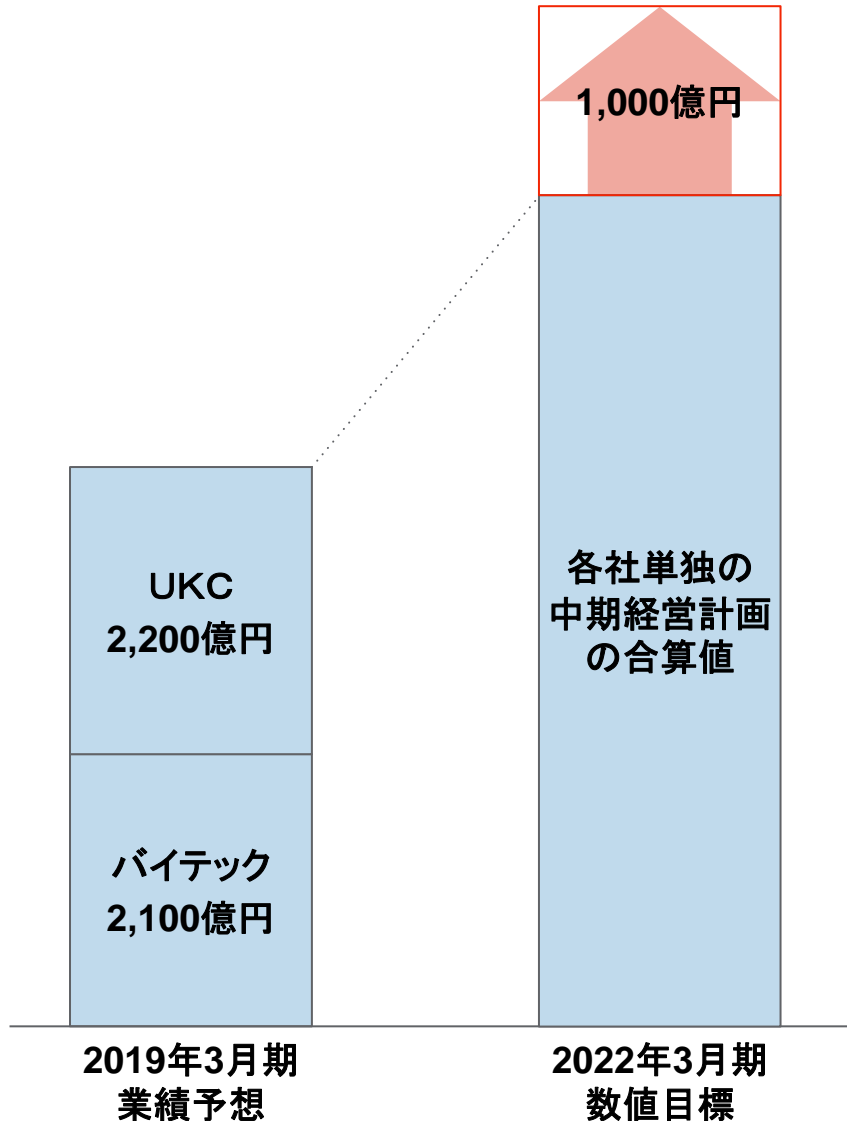 1,000億円
UKC
2,200億円
バイテック
2,100億円
各社単独の
中期経営計画
の合算値
2019年3月期
業績予想
2022年3月期
数値目標